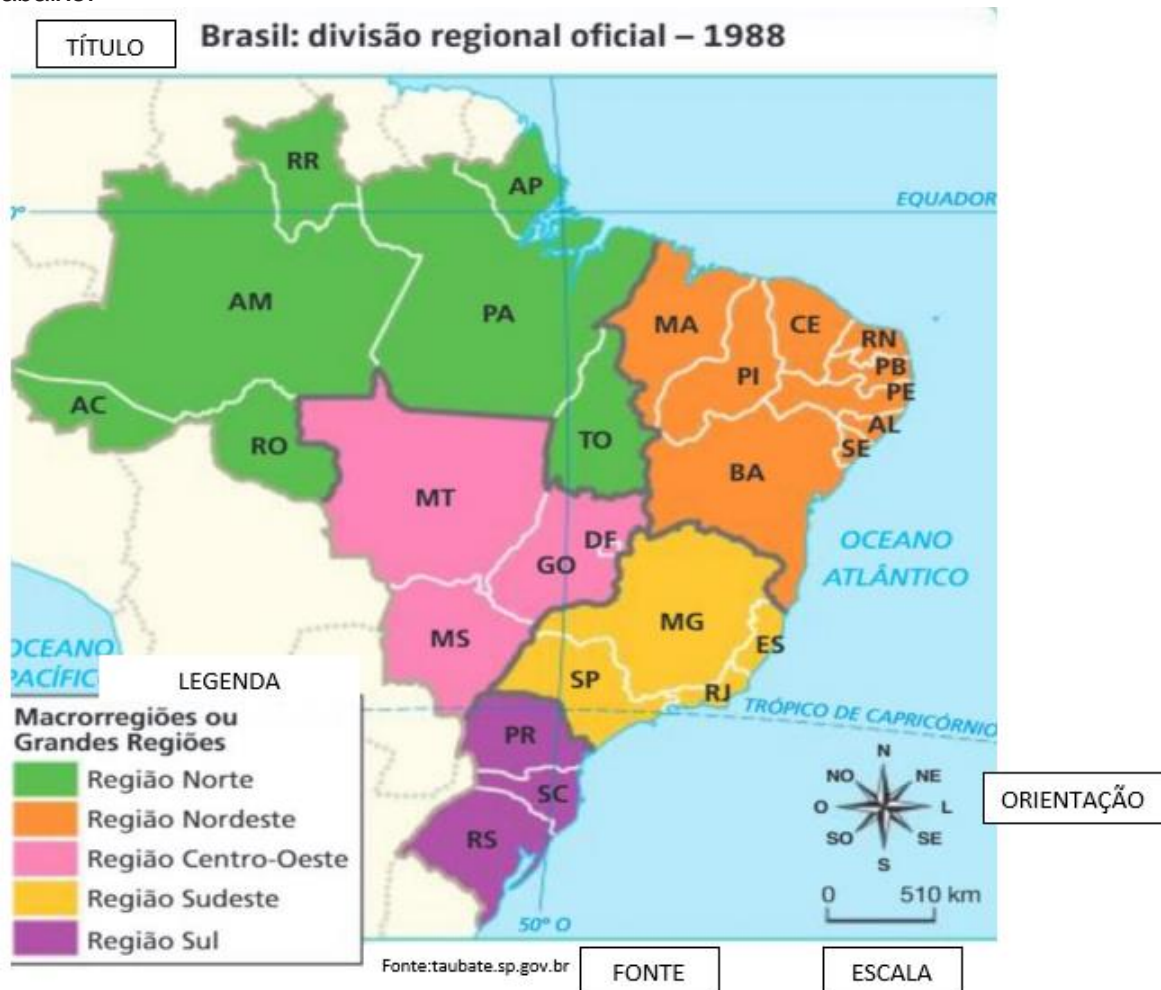 TÍTULO
Brasil: divisão regional oficial – 1988
RR
AP
EQUADOR
0°
AM
PA
MA
CE
RN
PB
PE
PI
AL
SE
AC
RO
TO
BA
MT
DF
GO
OCEANO
ATLÂNTICO
MS
MG
ES
SP
RJ
OCEANO
PACÍFIC
TRÓPICO DE CAPRICÓRNIO
PR
SC
RS
50° O
LEGENDA
Macrorregiões ou
Grandes Regiões
Região Norte
Região Nordeste
Região Centro-Oeste
Região Sudeste
Região Sul
N
NO NE
O L
SO SE
S
ORIENTAÇÃO
0 510 km
Fonte:taubate.sp.gov.br
FONTE
ESCALA